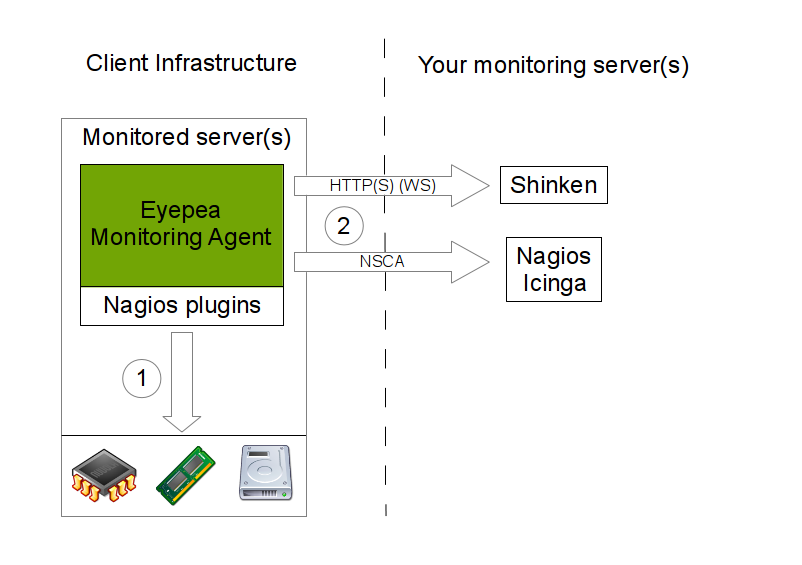 Client Infrastructure
Your monitoring server(s)
Monitored server(s)
Eyepea
Monitoring Agent
Nagios plugins
HTTP(S) (WS)
2
NSCA
Shinken
Nagios
Icinga
1